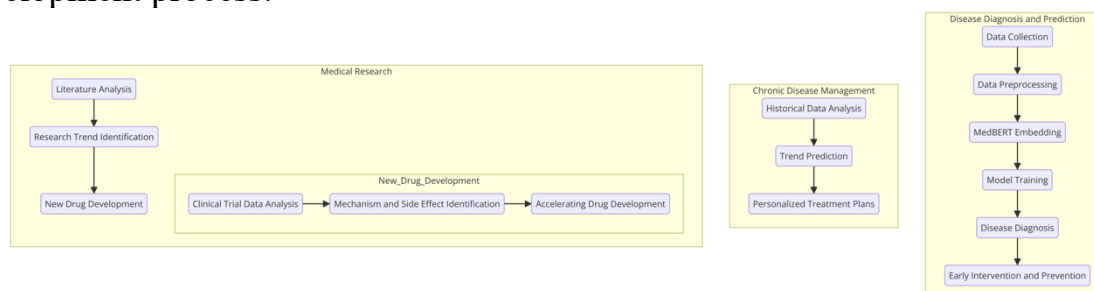 elopment process.
Medical Research
Literature Analysis
Research Trend Identification
New Drug Development
New_Drug_Development
Clinical Trial Data Analysis
Mechanism and Side Effect Identification
Accelerating Drug Development
Chronic Disease Management
Historical Data Analysis
Trend Prediction
Personalized Treatment Plans
Disease Diagnosis and Prediction
Data Collection
Data Preprocessing
MedBERT Embedding
Model Training
Disease Diagnosis
Early Intervention and Prevention